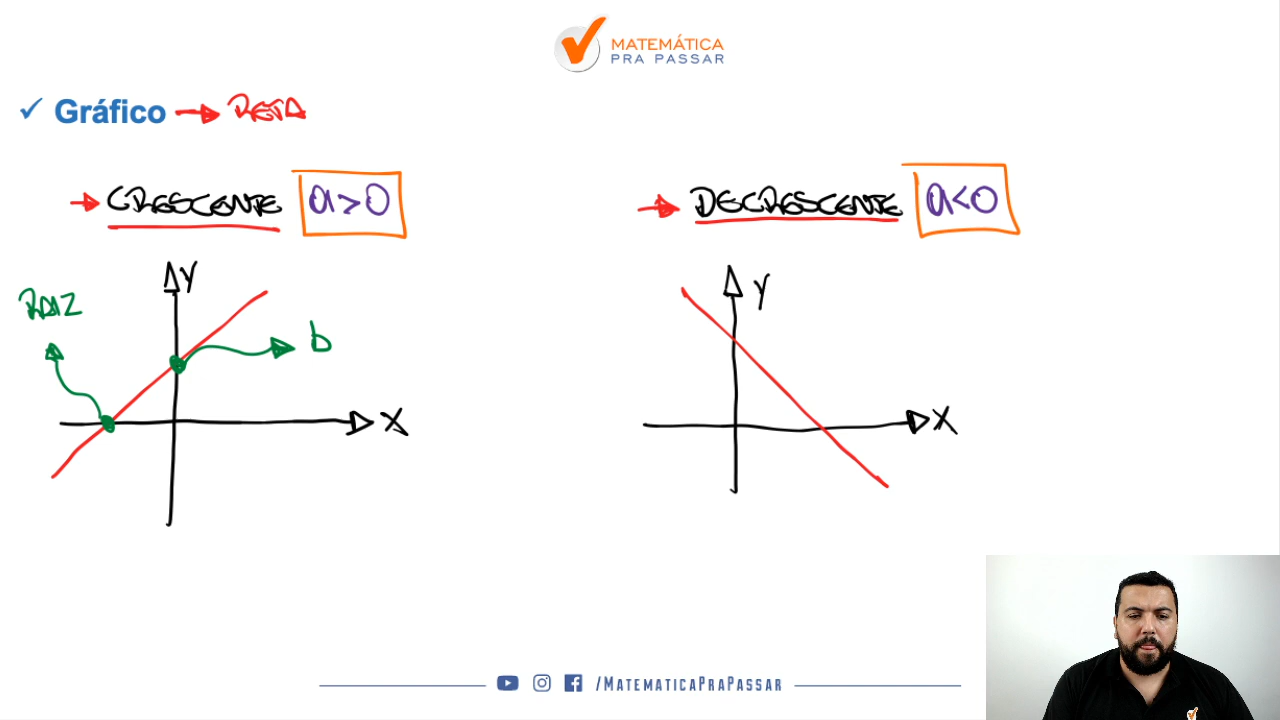 MATEMÁTICA
PRA PASSAR
Gráfico → RETA
→ CRESCENTE a>0
→ DECRESCENTE a<0
Y
RAIZ
b
X
Y
X
/MatematicaPraPassar